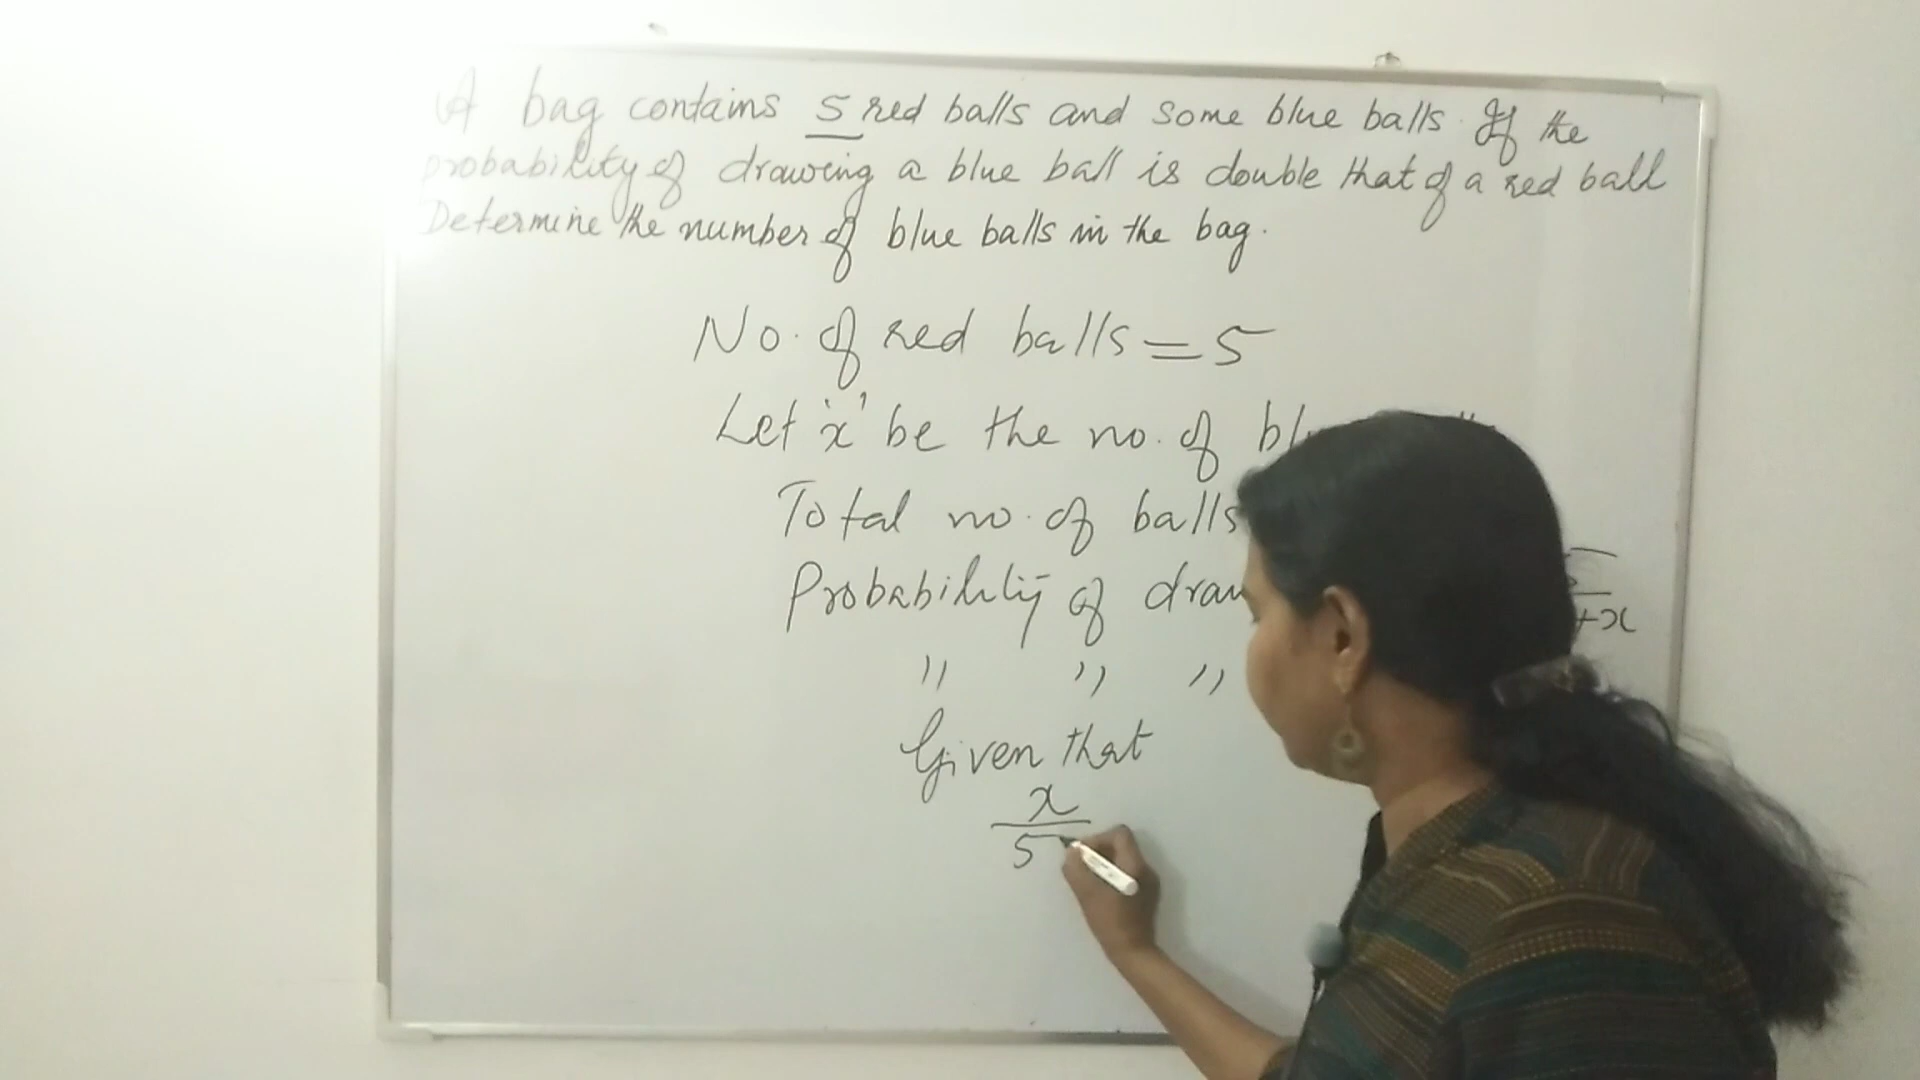 A bag contains 5 red balls and some blue balls. If the
probability of drawing a blue ball is double that of a red ball
Determine the number of blue balls in the bag.
No. of red balls = 5
Let 'x' be the no. of
Total no. of balls
Probability of +x
" " "
Given that
x
5